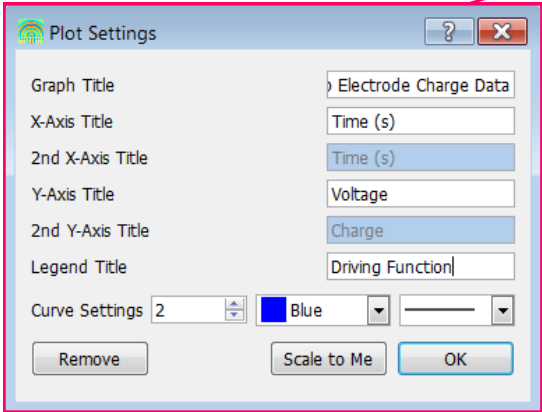 Plot Settings
Graph Title Electrode Charge Data
X-Axis Title Time (s)
2nd X-Axis Title Time (s)
Y-Axis Title Voltage
2nd Y-Axis Title Charge
Legend Title Driving Function
Curve Settings 2 Blue
Remove Scale to Me OK